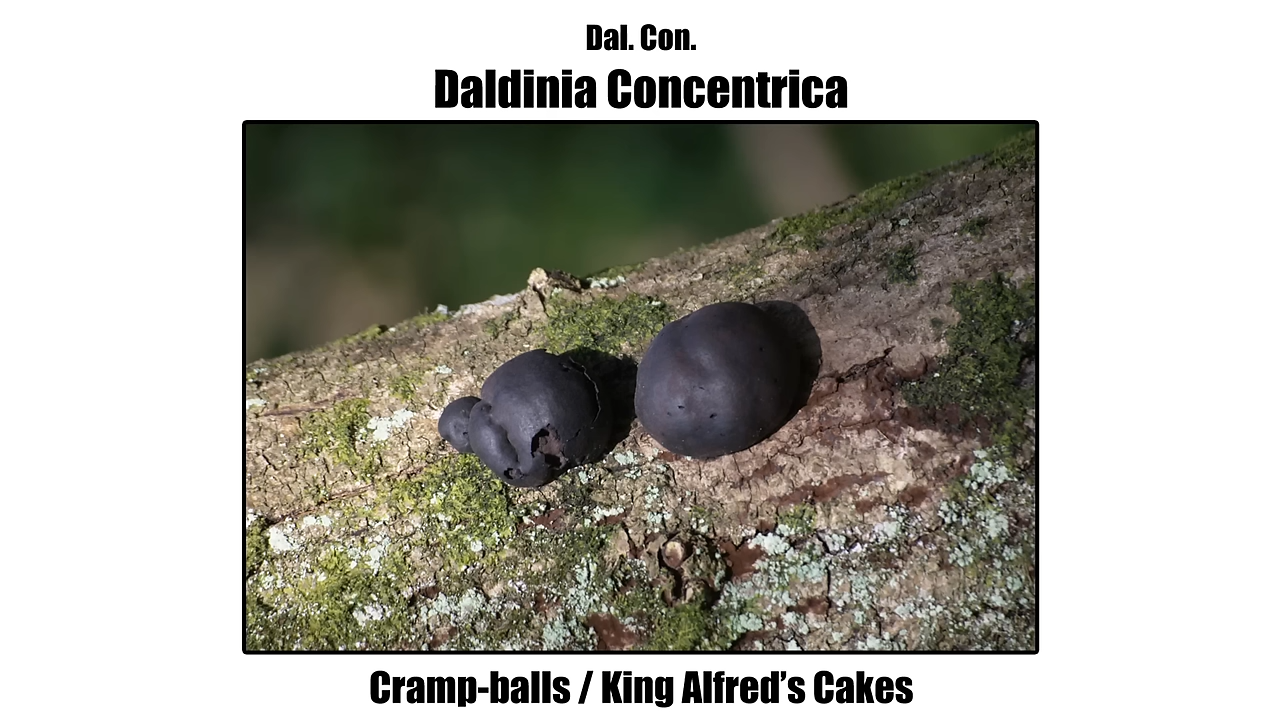 Dal. Con.
Daldinia Concentrica
Cramp-balls / King Alfred’s Cakes